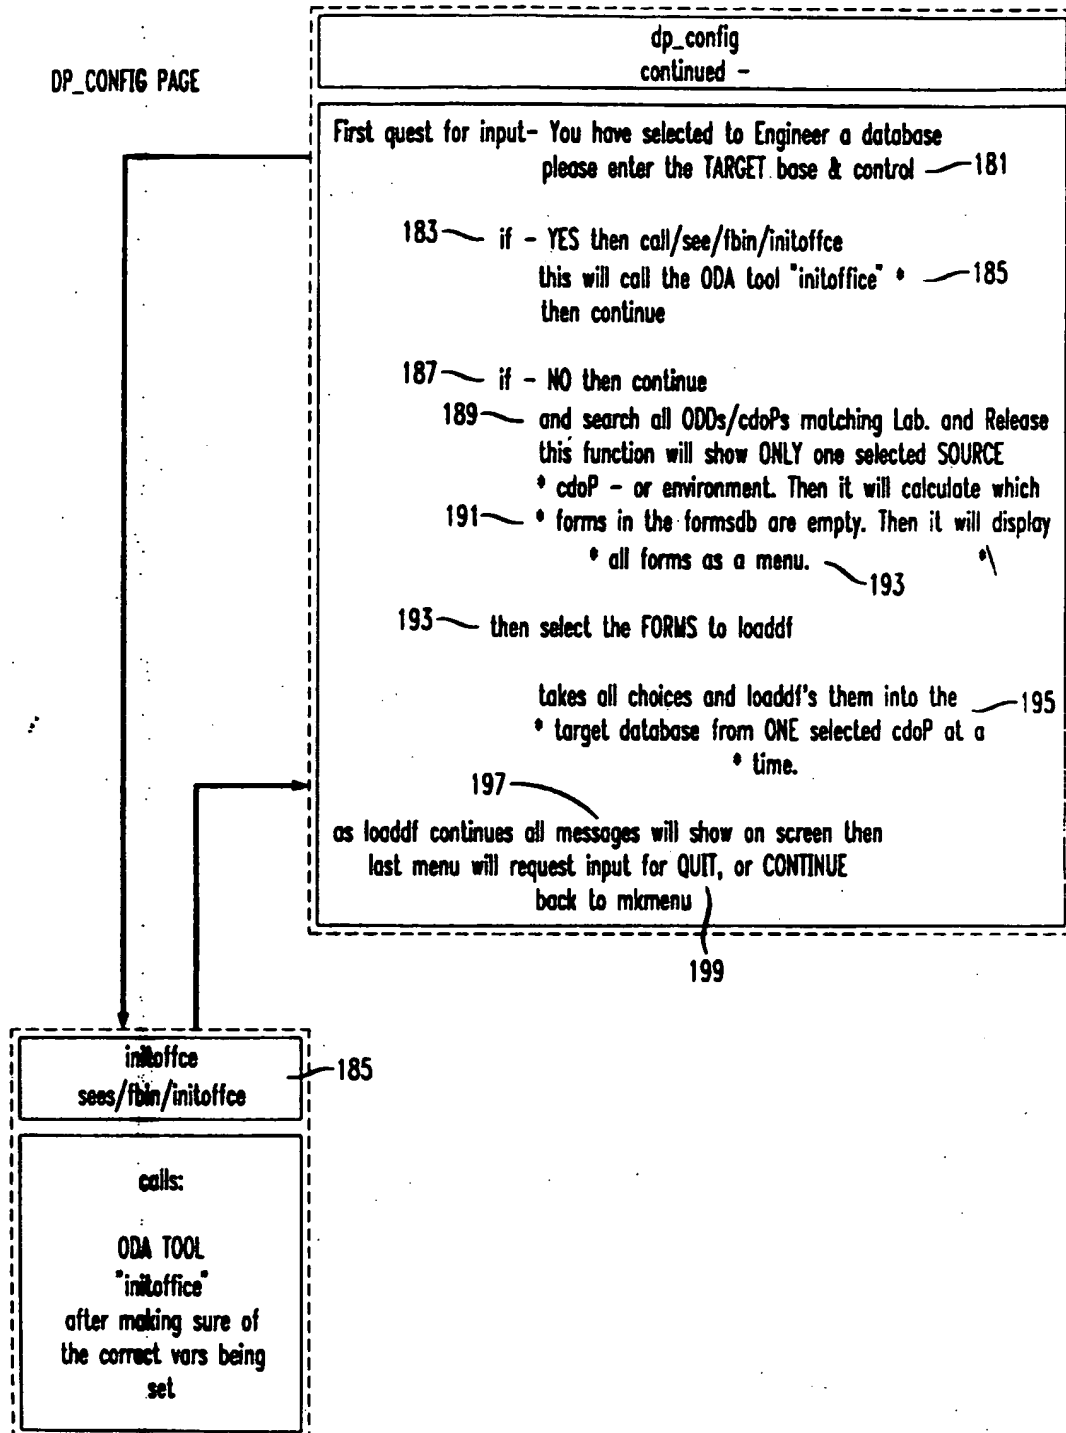 DP_CONFIG PAGE
dp_config
continued -
First quest for input- You have selected to Engineer a database
please enter the TARGET base & control 181
183 if - YES then call/see/fbin/initoffce
this will call the ODA tool "initoffice" * 185
then continue
187 if - NO then continue
189 and search all ODDs/cdoPs matching Lab. and Release
this function will show ONLY one selected SOURCE
* cdoP - or environment. Then it will calculate which
191 * forms in the formsdb are empty. Then it will display
* all forms as a menu. *\
193
193 then select the FORMS to loaddf
takes all choices and loaddf's them into the 195
* target database from ONE selected cdoP at a
* time.
197
as loaddf continues all messages will show on screen then
last menu will request input for QUIT, or CONTINUE
back to mkmenu
199
initoffce
sees/fbin/initoffce
185
calls:
ODA TOOL
"initoffice"
after making sure of
the correct vars being
set